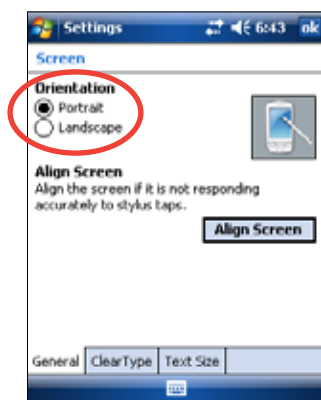 Settings 6:43 ok
Screen
Orientation
Portrait
Landscape
Align Screen
Align the screen if it is not responding
accurately to stylus taps.
Align Screen
General ClearType Text Size